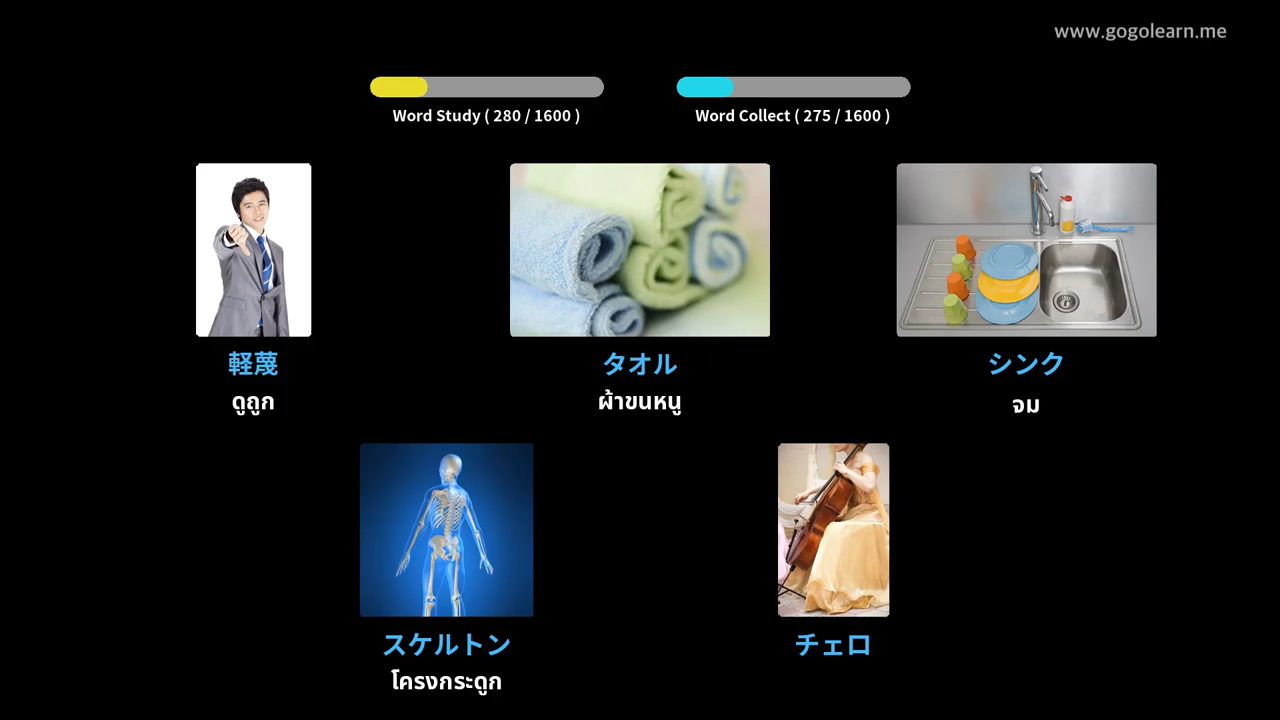 www.gogolearn.me
Word Study ( 280 / 1600 )
Word Collect ( 275 / 1600 )
軽蔑
タオル
シンク
ดูถูก
ผ้าขนหนู
จม
スケルトン
チェロ
โครงกระดูก